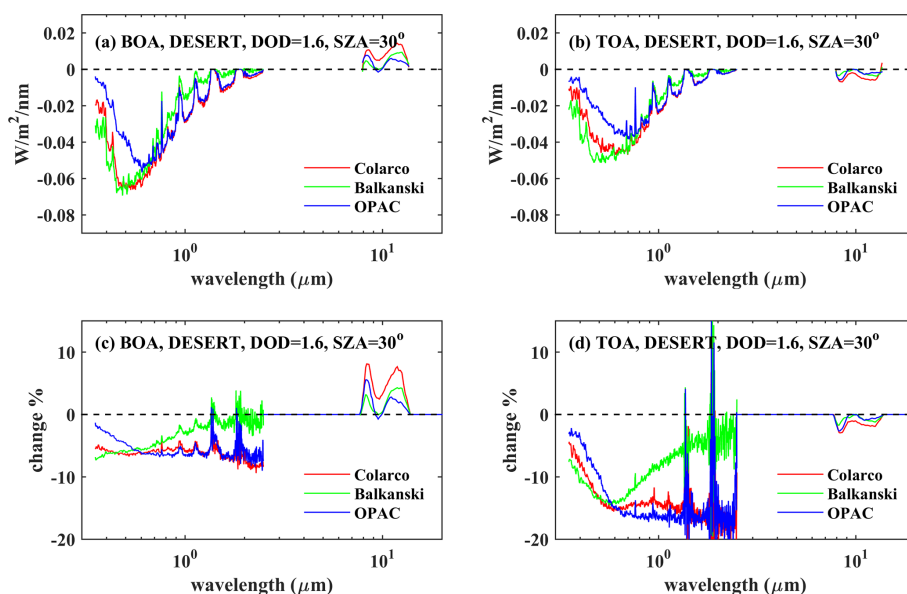 (a) BOA, DESERT, DOD=1.6, SZA=30°
0.02
0
-0.02
-0.04
-0.06
-0.08
W/m²/nm
Colarco
Balkanski
OPAC
10⁰
10¹
wavelength (μm)
(b) TOA, DESERT, DOD=1.6, SZA=30°
0.02
0
-0.02
-0.04
-0.06
-0.08
W/m²/nm
Colarco
Balkanski
OPAC
10⁰
10¹
wavelength (μm)
(c) BOA, DESERT, DOD=1.6, SZA=30°
10
0
-10
-20
change %
Colarco
Balkanski
OPAC
10⁰
10¹
wavelength (μm)
(d) TOA, DESERT, DOD=1.6, SZA=30°
10
0
-10
-20
change %
Colarco
Balkanski
OPAC
10⁰
10¹
wavelength (μm)